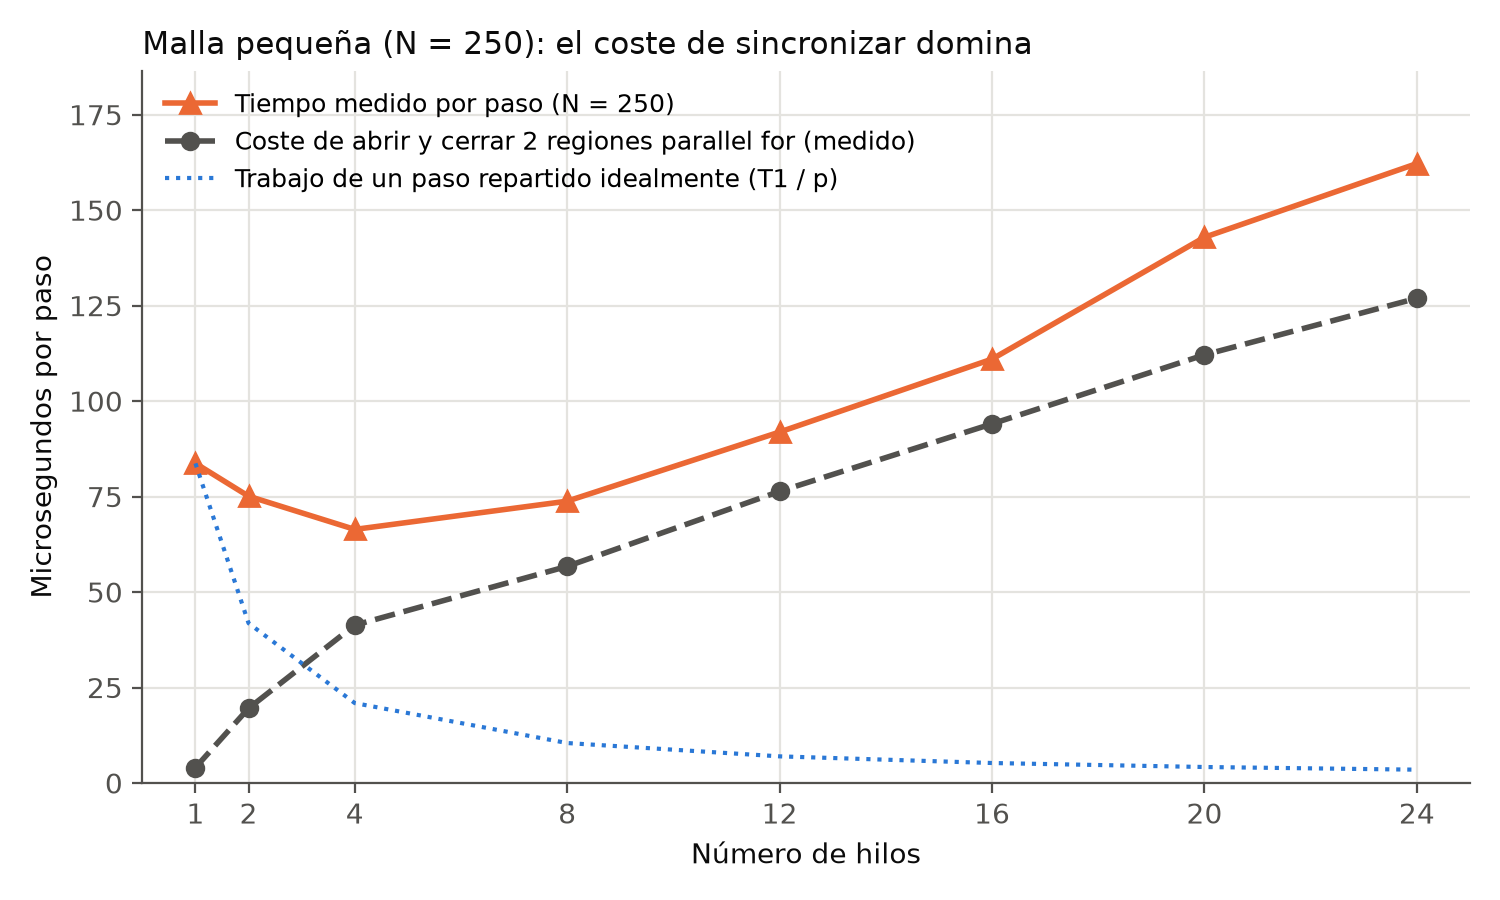 Malla pequeña (N = 250): el coste de sincronizar domina
Tiempo medido por paso (N = 250)
Coste de abrir y cerrar 2 regiones parallel for (medido)
Trabajo de un paso repartido idealmente (T1 / p)
Microsegundos por paso
175
150
125
100
75
50
25
0
1 2 4 8 12 16 20 24
Número de hilos